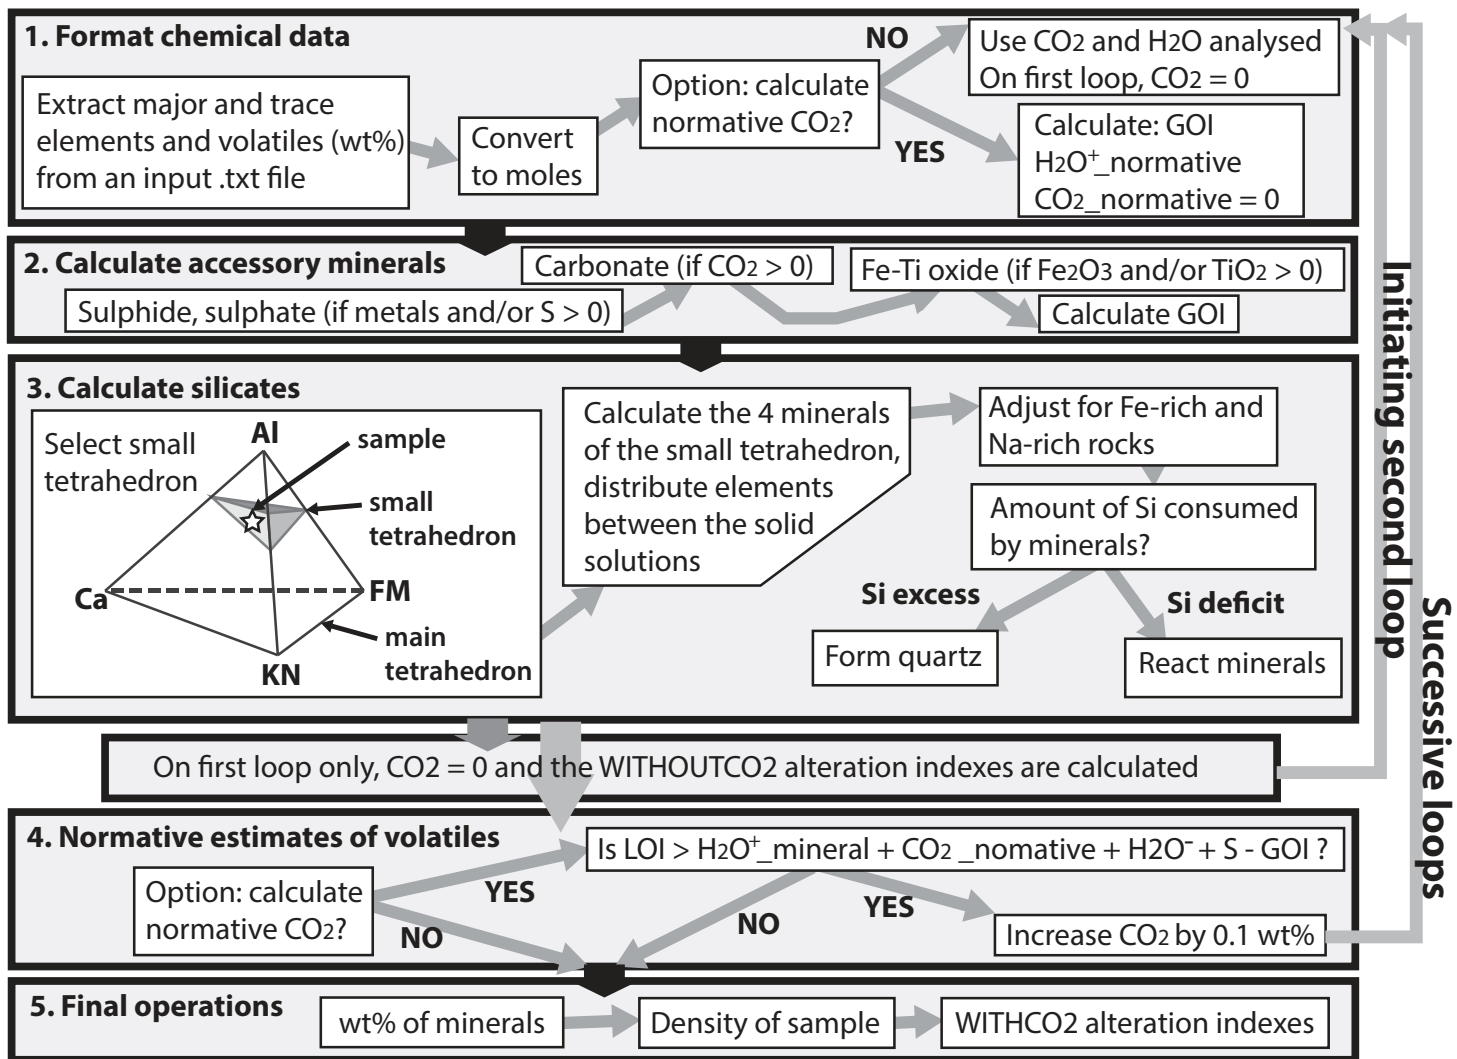 1. Format chemical data
Extract major and trace
elements and volatiles (wt%)
from an input .txt file
Convert
to moles
Option: calculate
normative CO2?
NO
YES
Use CO2 and H2O analysed
On first loop, CO2 = 0
Calculate: GOI
H2O⁺_normative
CO2_normative = 0
2. Calculate accessory minerals
Sulphide, sulphate (if metals and/or S > 0)
Carbonate (if CO2 > 0)
Fe-Ti oxide (if Fe2O3 and/or TiO2 > 0)
Calculate GOI
3. Calculate silicates
Select small
tetrahedron
Al
sample
small
tetrahedron
Ca
FM
main
tetrahedron
KN
Calculate the 4 minerals
of the small tetrahedron,
distribute elements
between the solid
solutions
Adjust for Fe-rich and
Na-rich rocks
Amount of Si consumed
by minerals?
Si excess
Si deficit
Form quartz
React minerals
On first loop only, CO2 = 0 and the WITHOUTCO2 alteration indexes are calculated
4. Normative estimates of volatiles
Option: calculate
normative CO2?
YES
NO
Is LOI > H2O⁺_mineral + CO2 _nomative + H2O⁻ + S - GOI ?
NO
YES
Increase CO2 by 0.1 wt%
5. Final operations
wt% of minerals
Density of sample
WITHCO2 alteration indexes
Initiating second loop
Successive loops